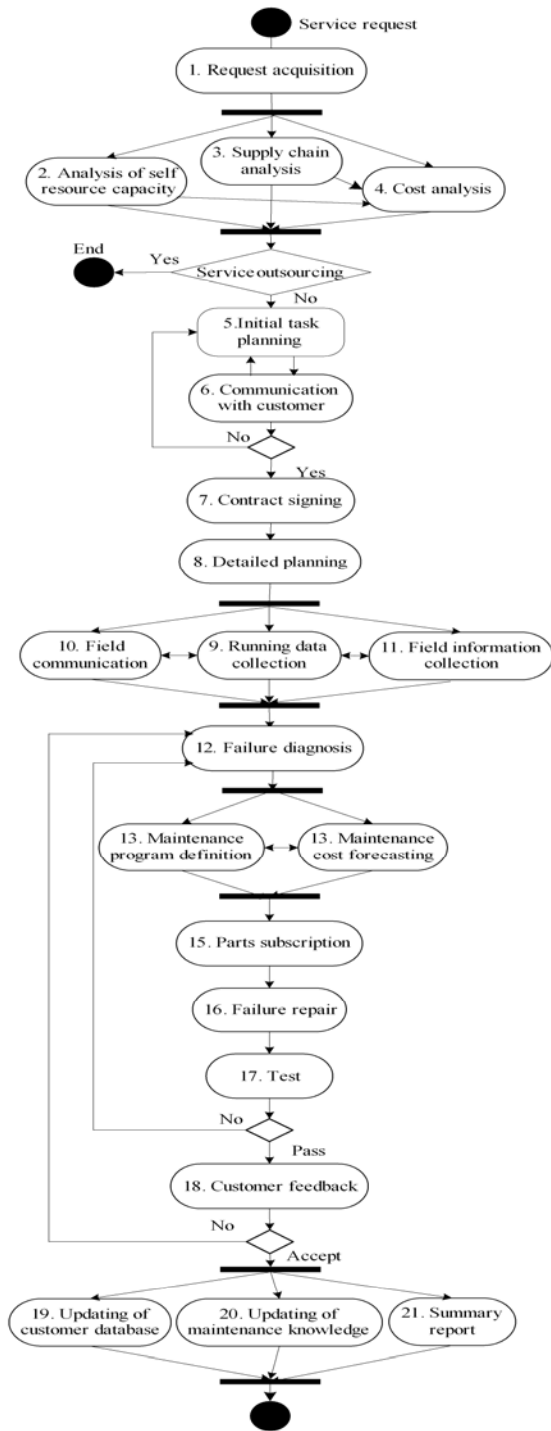 Service request
1. Request acquisition
3. Supply chain
analysis
2. Analysis of self
resource capacity
4. Cost analysis
End
Yes
Service outsourcing
No
5.Initial task
planning
6. Communication
with customer
No
Yes
7. Contract signing
8. Detailed planning
10. Field
communication
9. Running data
collection
11. Field information
collection
12. Failure diagnosis
13. Maintenance
program definition
13. Maintenance
cost forecasting
15. Parts subscription
16. Failure repair
17. Test
No
Pass
18. Customer feedback
No
Accept
19. Updating of
customer database
20. Updating of
maintenance knowledge
21. Summary
report